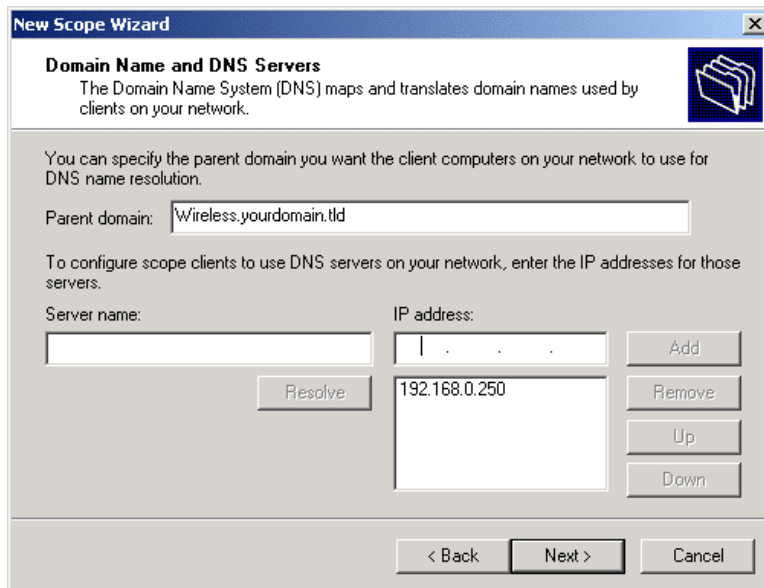 New Scope Wizard
Domain Name and DNS Servers
The Domain Name System (DNS) maps and translates domain names used by
clients on your network.
You can specify the parent domain you want the client computers on your network to use for
DNS name resolution.
Parent domain: Wireless.yourdomain.tld
To configure scope clients to use DNS servers on your network, enter the IP addresses for those
servers.
Server name: IP address:
. . . Add
Resolve 192.168.0.250 Remove
Up
Down
< Back Next > Cancel